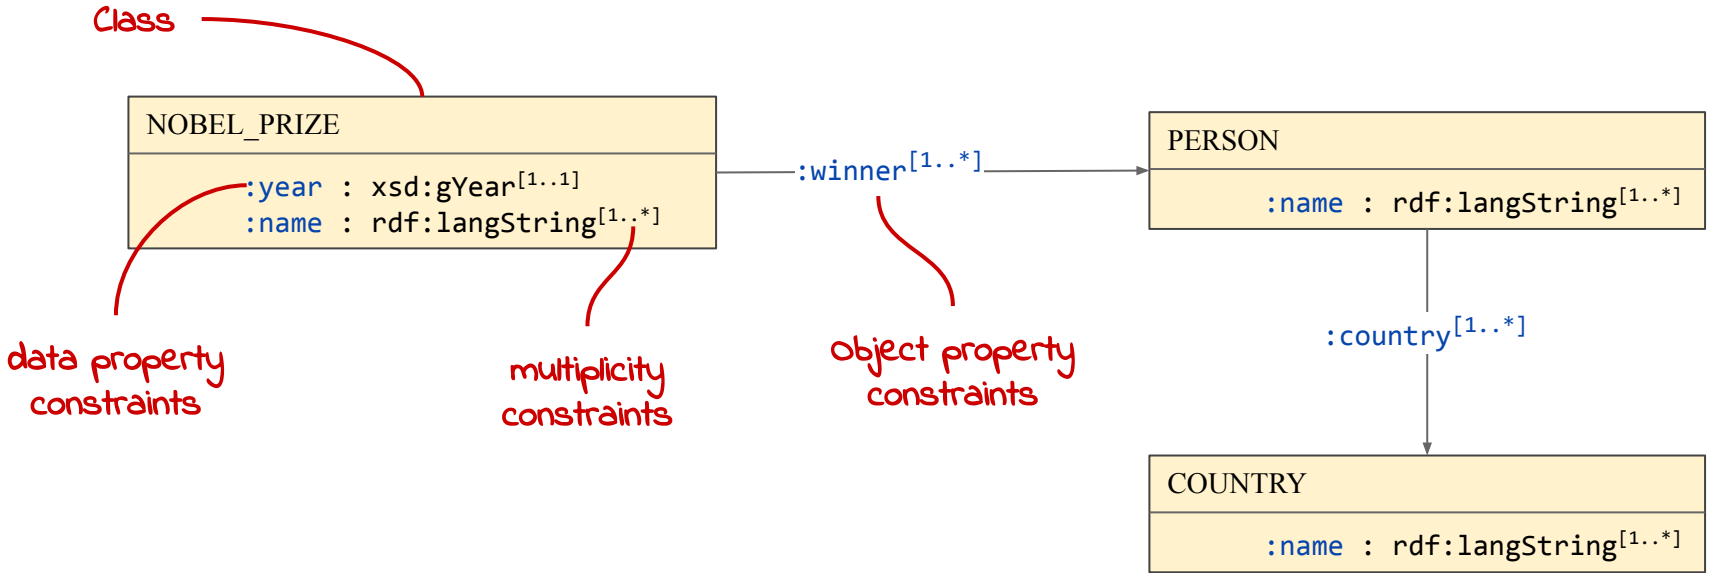 Class
NOBEL_PRIZE
:year : xsd:gYear[1..1]
:name : rdf:langString[1..*]
:winner[1..*]
PERSON
:name : rdf:langString[1..*]
data property
constraints
multiplicity
constraints
Object property
constraints
:country[1..*]
COUNTRY
:name : rdf:langString[1..*]